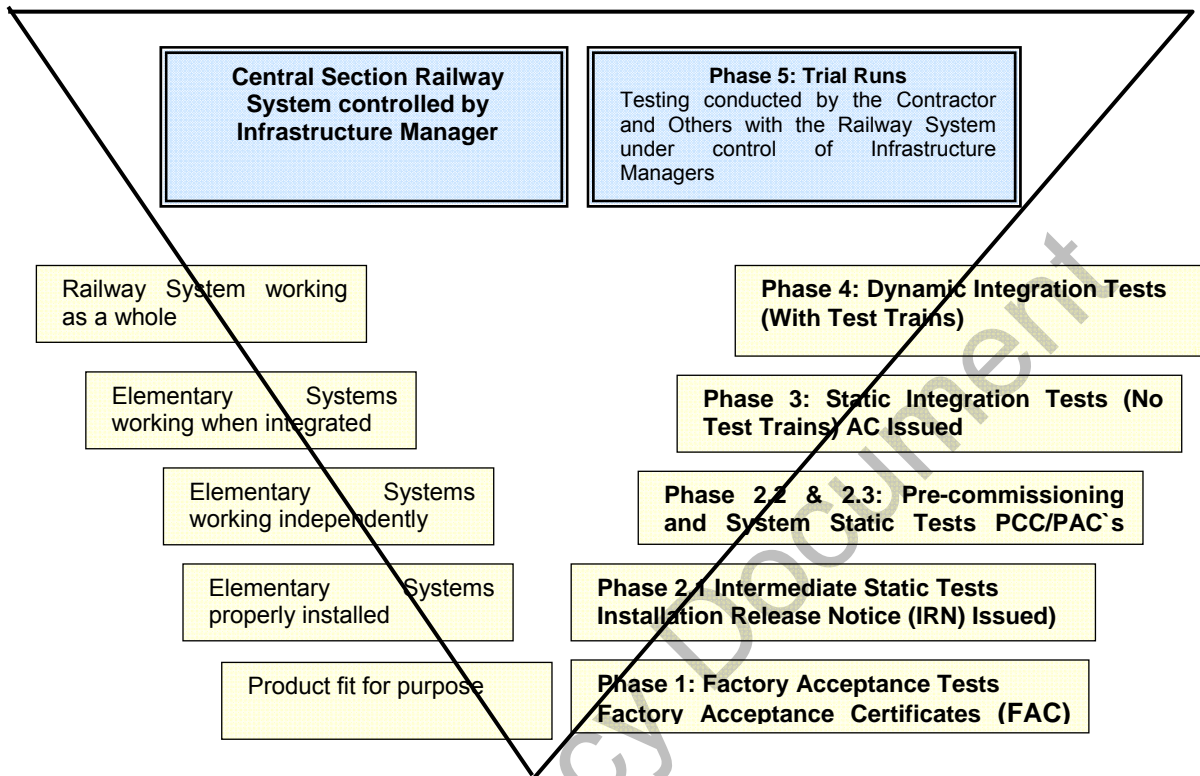 Central Section Railway
System controlled by
Infrastructure Manager
Phase 5: Trial Runs
Testing conducted by the Contractor
and Others with the Railway System
under control of Infrastructure
Managers
Railway System working
as a whole
Phase 4: Dynamic Integration Tests
(With Test Trains)
Elementary Systems
working when integrated
Phase 3: Static Integration Tests (No
Test Trains) AC Issued
Elementary Systems
working independently
Phase 2.2 & 2.3: Pre-commissioning
and System Static Tests PCC/PAC`s
Elementary Systems
properly installed
Phase 2.1 Intermediate Static Tests
Installation Release Notice (IRN) Issued)
Product fit for purpose
Phase 1: Factory Acceptance Tests
Factory Acceptance Certificates (FAC)
cy Document